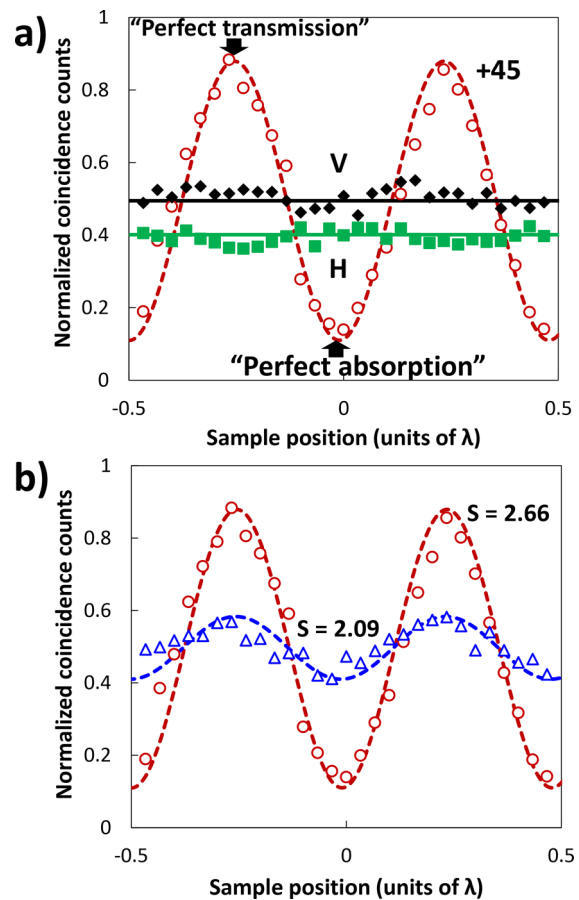 a)
“Perfect transmission”
Normalized coincidence counts
1
0.8
0.6
0.4
0.2
0
+45
V
H
“Perfect absorption”
-0.5
0
0.5
Sample position (units of λ)
b)
Normalized coincidence counts
1
0.8
0.6
0.4
0.2
0
S = 2.66
S = 2.09
-0.5
0
0.5
Sample position (units of λ)